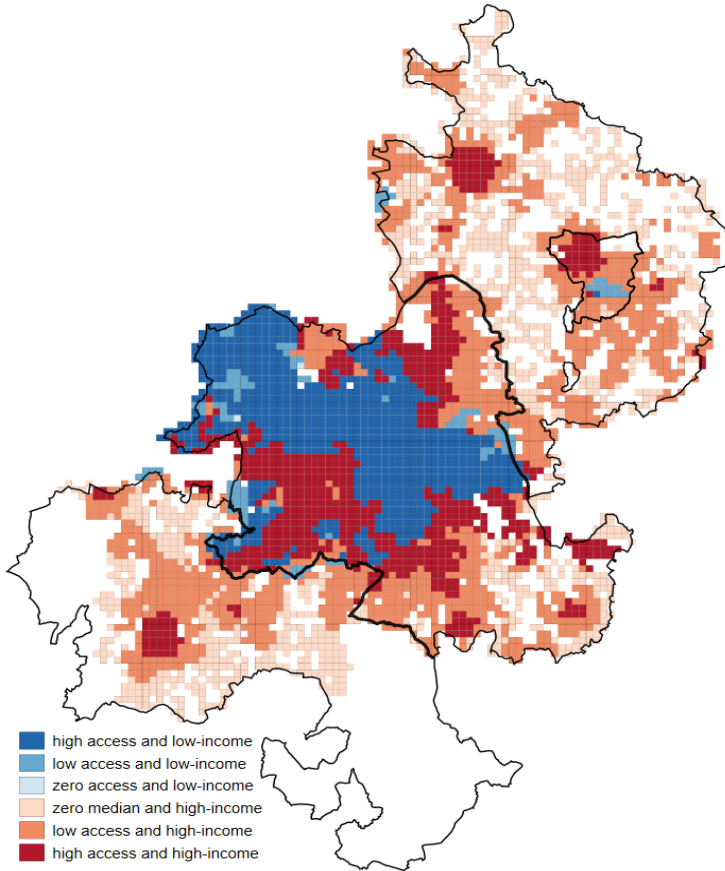 high access and low-income
low access and low-income
zero access and low-income
zero median and high-income
low access and high-income
high access and high-income